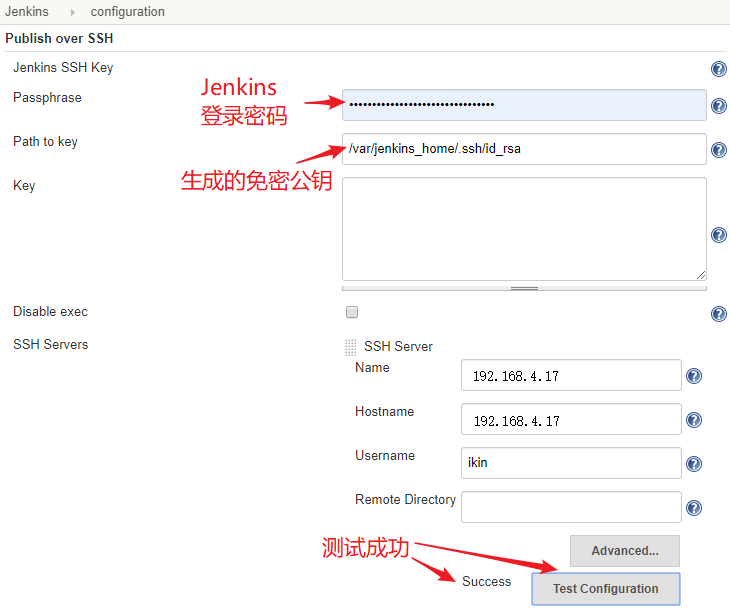 Jenkins configuration
Publish over SSH
Jenkins SSH Key
Passphrase
Jenkins
登录密码
••••••••••••••••••••••••••••••••
Path to key
/var/jenkins_home/.ssh/id_rsa
生成的免密公钥
Key
Disable exec
SSH Servers
SSH Server
Name
192.168.4.17
Hostname
192.168.4.17
Username
ikin
Remote Directory
Advanced...
测试成功
Success
Test Configuration